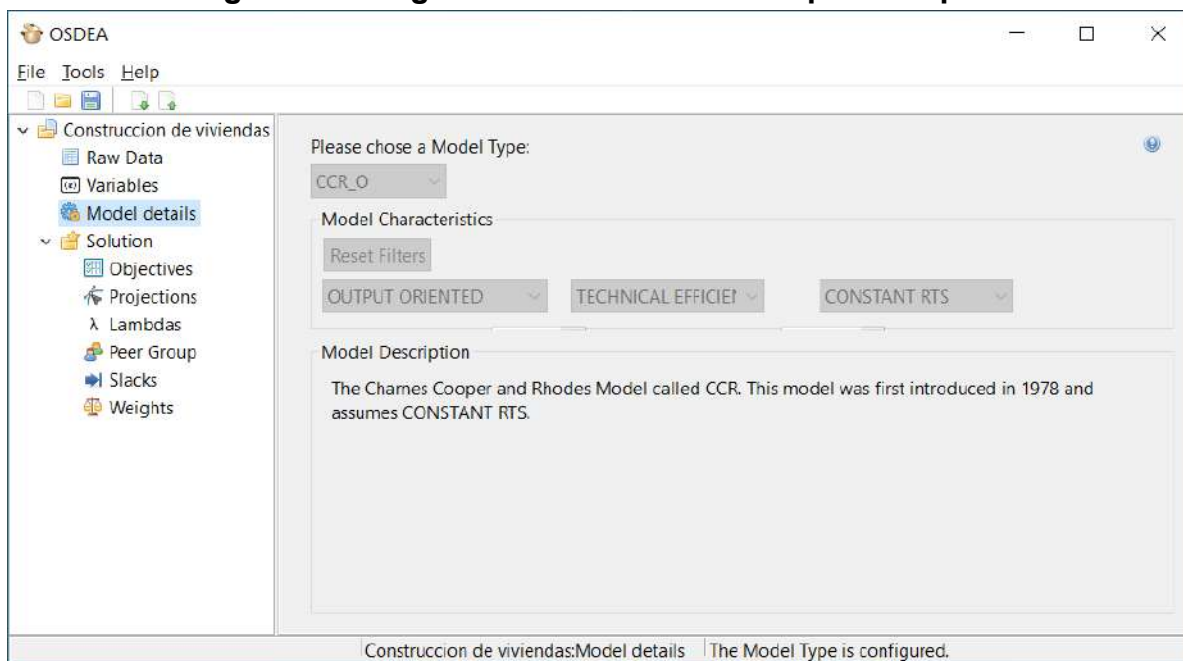 OSDEA
File Tools Help
Construccion de viviendas
Raw Data
(x) Variables
Model details
Solution
Objectives
Projections
λ Lambdas
Peer Group
Slacks
Weights
Please chose a Model Type:
CCR_O
Model Characteristics
Reset Filters
OUTPUT ORIENTED TECHNICAL EFFICIEN CONSTANT RTS
Model Description
The Charnes Cooper and Rhodes Model called CCR. This model was first introduced in 1978 and
assumes CONSTANT RTS.
Construccion de viviendas:Model details The Model Type is configured.